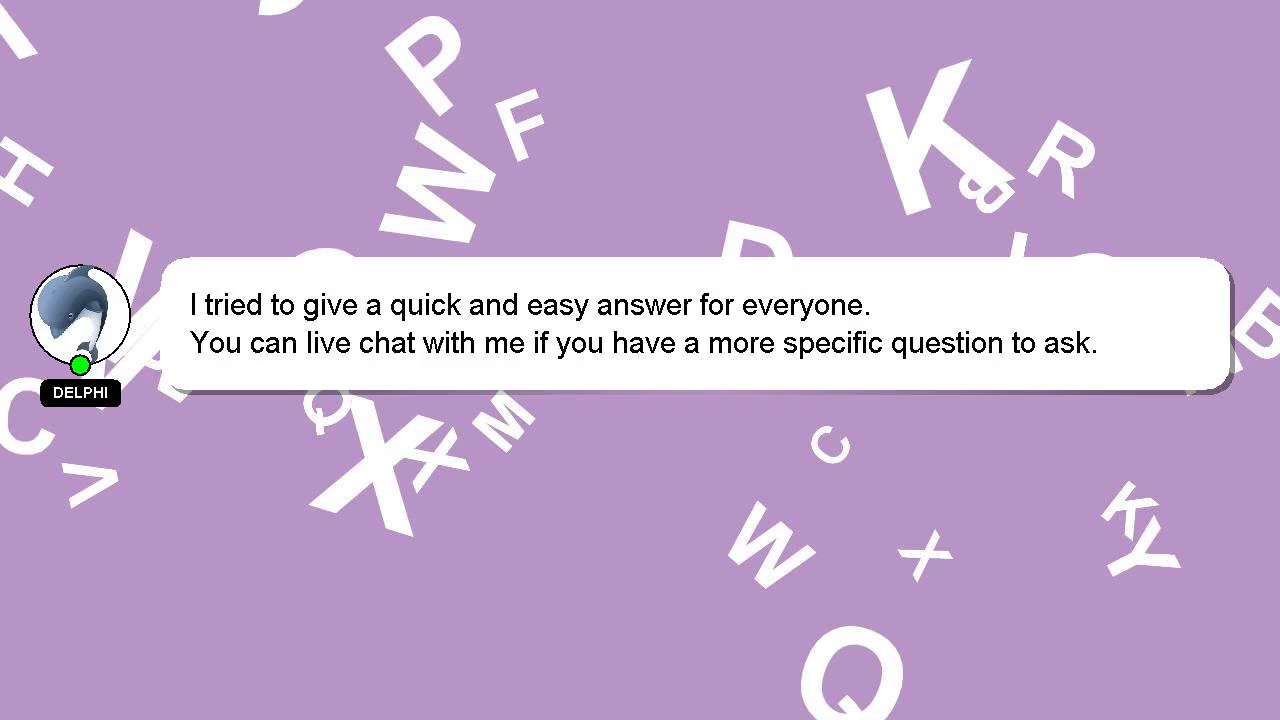 I tried to give a quick and easy answer for everyone.
You can live chat with me if you have a more specific question to ask.
DELPHI
P
F
W
K
R
B
H
D
I
B
C
V
Q
X
X
M
C
W
X
K
Y
Q